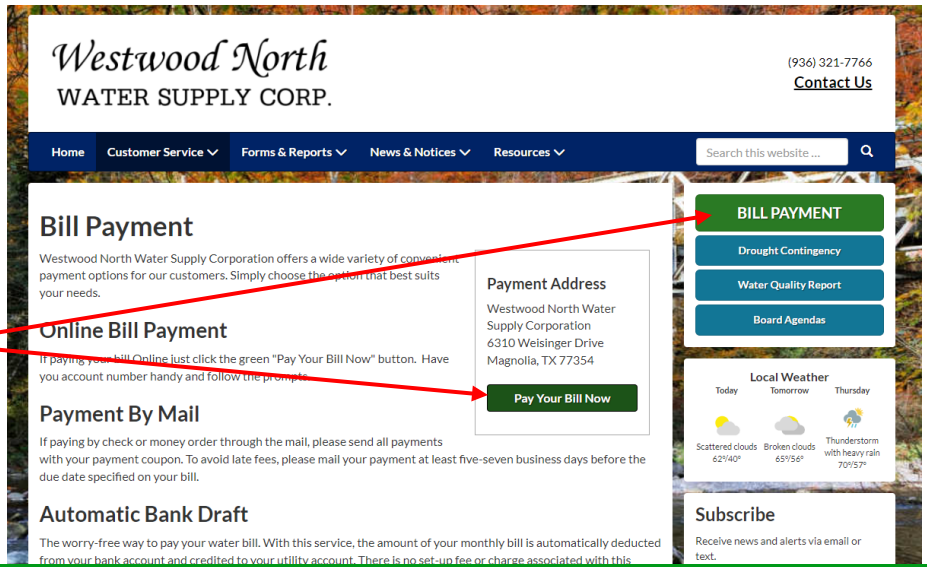 Westwood North
WATER SUPPLY CORP.
(936) 321-7766
Contact Us
Home Customer Service Forms & Reports News & Notices Resources
Search this website ...
Bill Payment
Westwood North Water Supply Corporation offers a wide variety of convenient
payment options for our customers. Simply choose the option that best suits
your needs.
Online Bill Payment
If paying your bill Online just click the green "Pay Your Bill Now" button. Have
you account number handy and follow the prompts.
Payment By Mail
If paying by check or money order through the mail, please send all payments
with your payment coupon. To avoid late fees, please mail your payment at least five-seven business days before the
due date specified on your bill.
Automatic Bank Draft
The worry-free way to pay your water bill. With this service, the amount of your monthly bill is automatically deducted
from your bank account and credited to your utility account. There is no set-up fee or charge associated with this
Payment Address
Westwood North Water
Supply Corporation
6310 Weisinger Drive
Magnolia, TX 77354
Pay Your Bill Now
BILL PAYMENT
Drought Contingency
Water Quality Report
Board Agendas
Local Weather
Today Tomorrow Thursday
Scattered clouds
62°/40°
Broken clouds
65°/56°
Thunderstorm
with heavy rain
70°/57°
Subscribe
Receive news and alerts via email or
text.